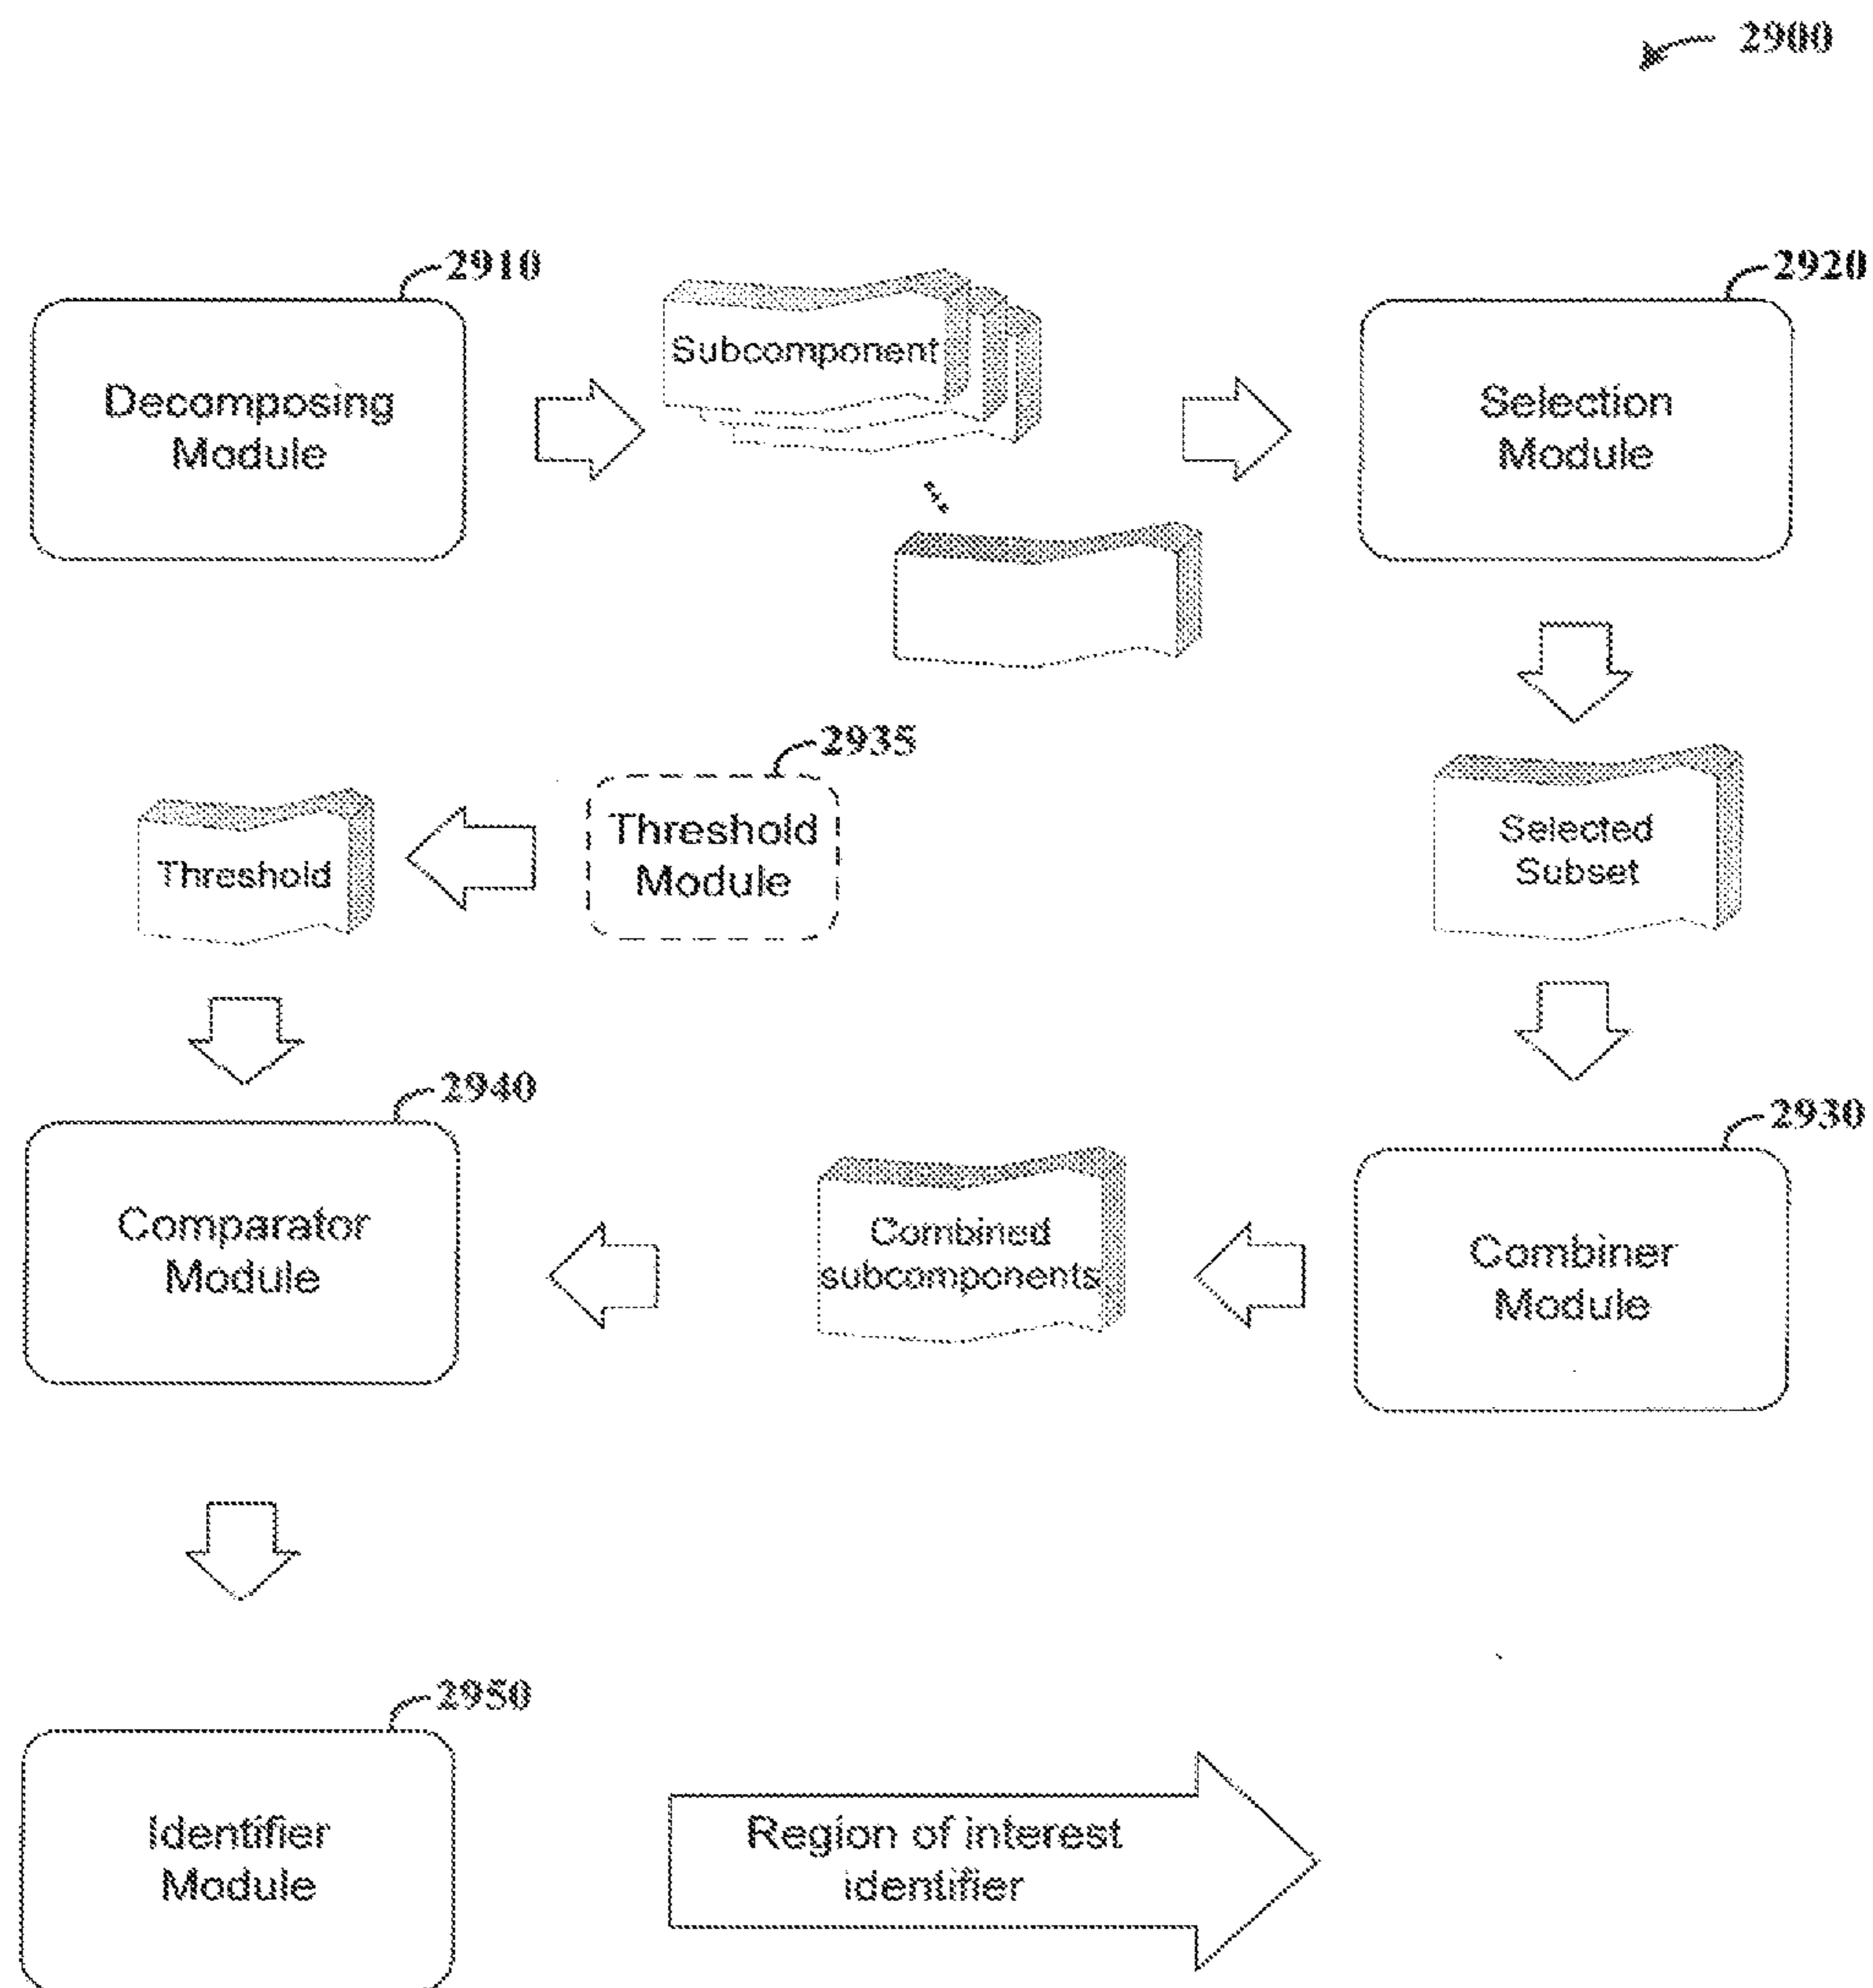 2900
2910
Decomposing
Module
Subcomponent
2920
Selection
Module
2935
Threshold
Threshold
Module
Selected
Subset
2940
Comparator
Module
Combined
subcomponents
2930
Combiner
Module
2950
Identifier
Module
Region of interest
identifier